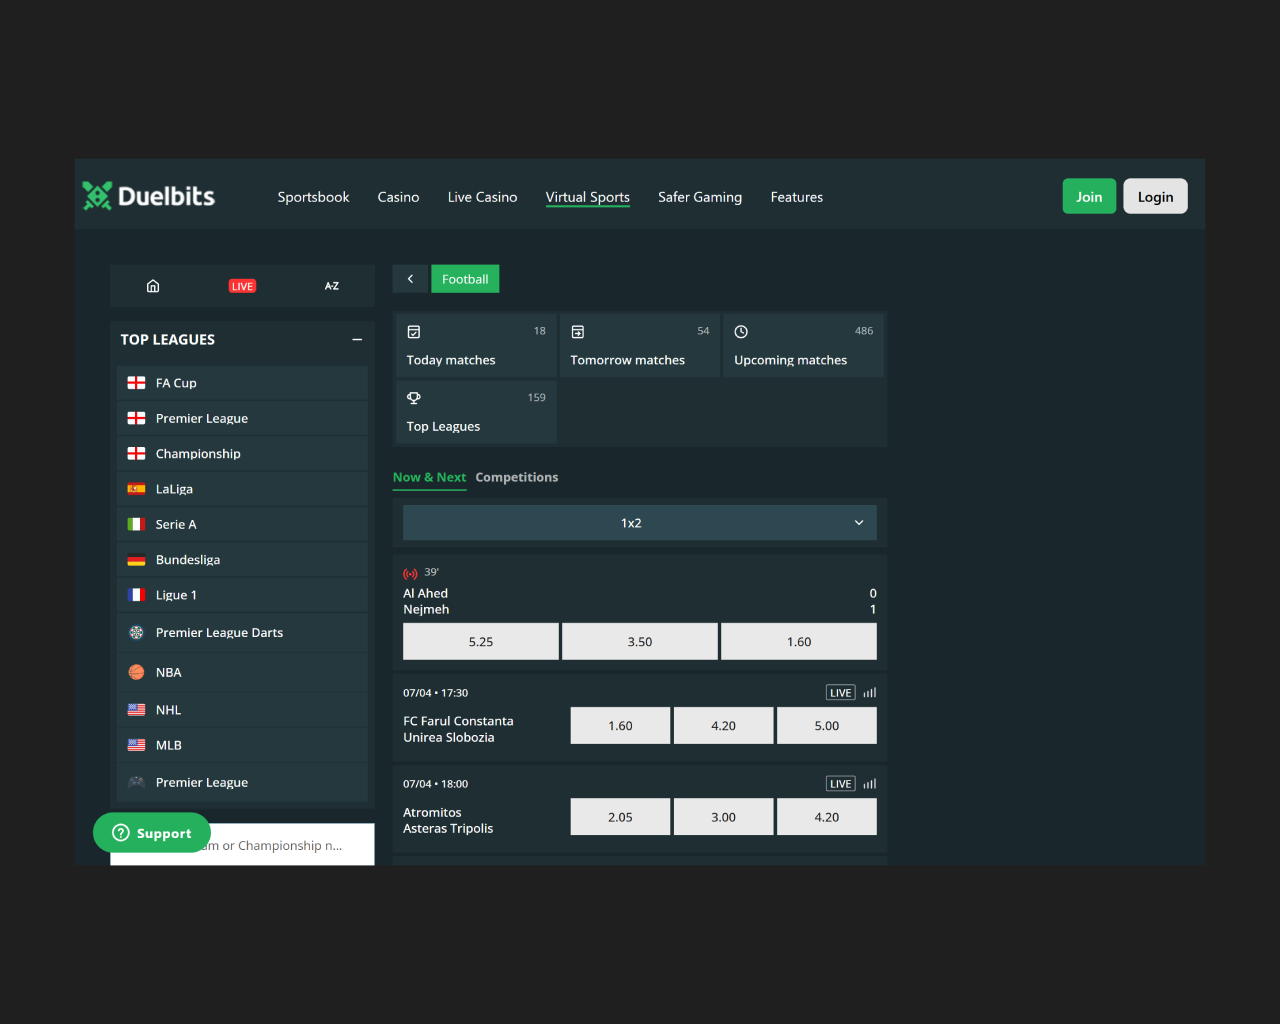 Duelbits
Sportsbook
Casino
Live Casino
Virtual Sports
Safer Gaming
Features
Join
Login
LIVE
A-Z
TOP LEAGUES
FA Cup
Premier League
Championship
LaLiga
Serie A
Bundesliga
Ligue 1
Premier League Darts
NBA
NHL
MLB
Premier League
Support
or Championship n...
Football
18
Today matches
54
Tomorrow matches
486
Upcoming matches
159
Top Leagues
Now & Next
Competitions
1x2
39'
Al Ahed 0
Nejmeh 1
5.25 3.50 1.60
07/04 • 17:30 LIVE
FC Farul Constanta
Unirea Slobozia
1.60 4.20 5.00
07/04 • 18:00 LIVE
Atromitos
Asteras Tripolis
2.05 3.00 4.20